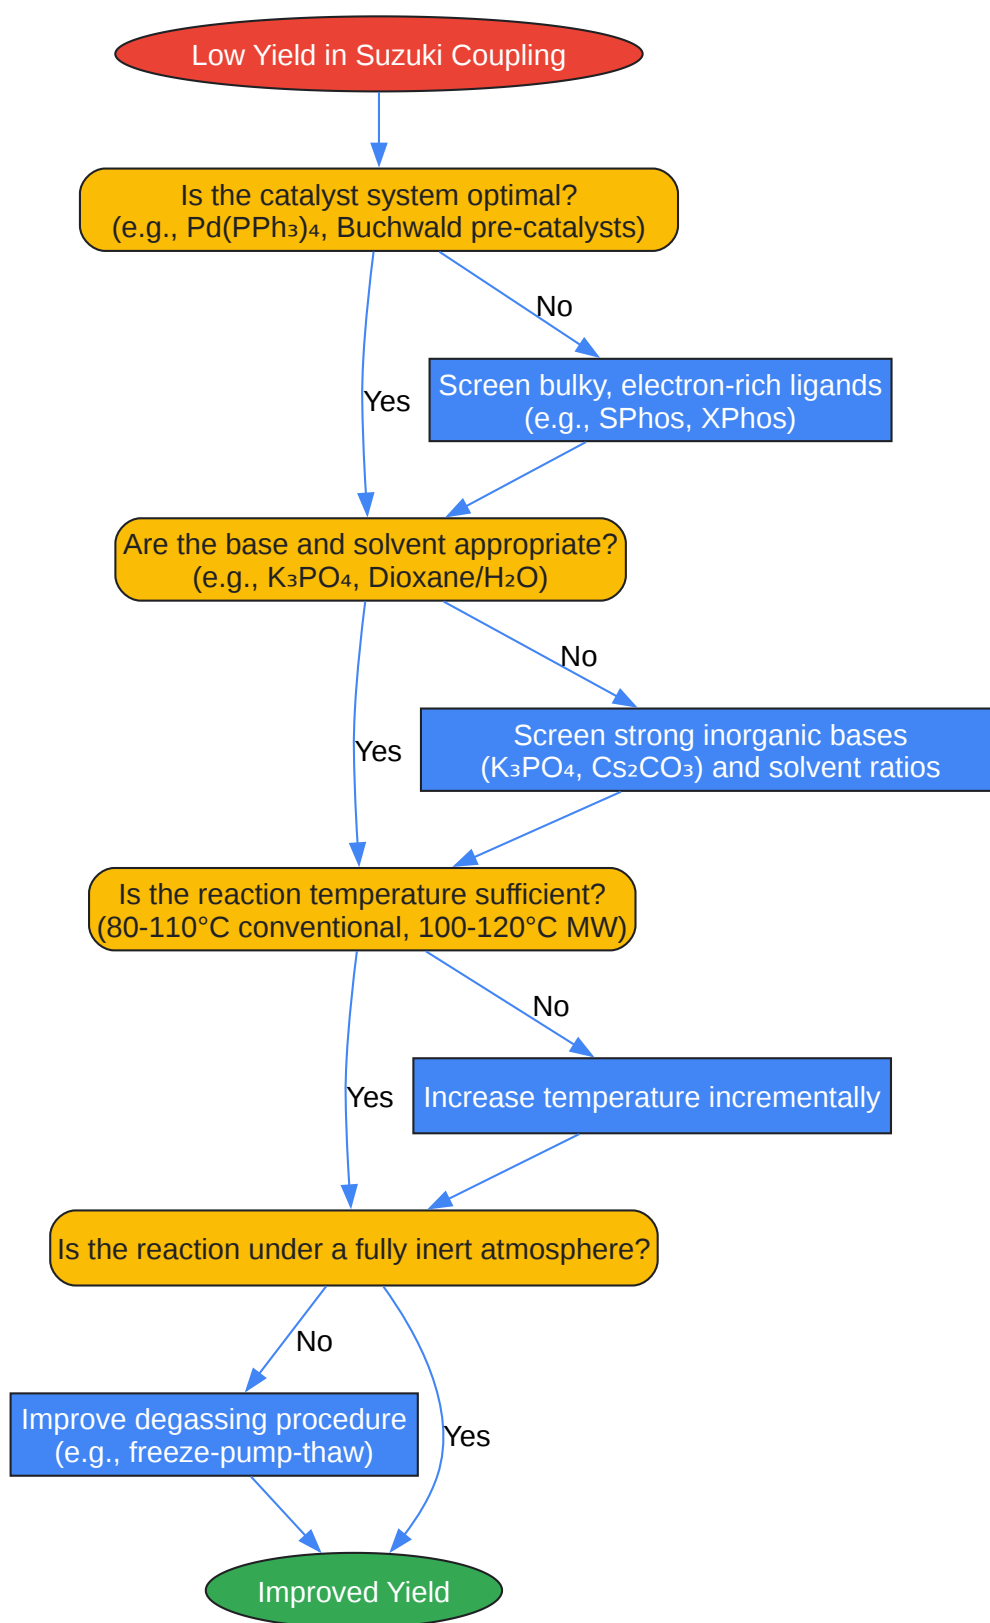 Low Yield in Suzuki Coupling
Is the catalyst system optimal?
(e.g., Pd(PPh₃)₄, Buchwald pre-catalysts)
No
Screen bulky, electron-rich ligands
(e.g., SPhos, XPhos)
Yes
Are the base and solvent appropriate?
(e.g., K₃PO₄, Dioxane/H₂O)
No
Screen strong inorganic bases
(K₃PO₄, Cs₂CO₃) and solvent ratios
Yes
Is the reaction temperature sufficient?
(80-110°C conventional, 100-120°C MW)
No
Increase temperature incrementally
Yes
Is the reaction under a fully inert atmosphere?
No
Improve degassing procedure
(e.g., freeze-pump-thaw)
Yes
Improved Yield